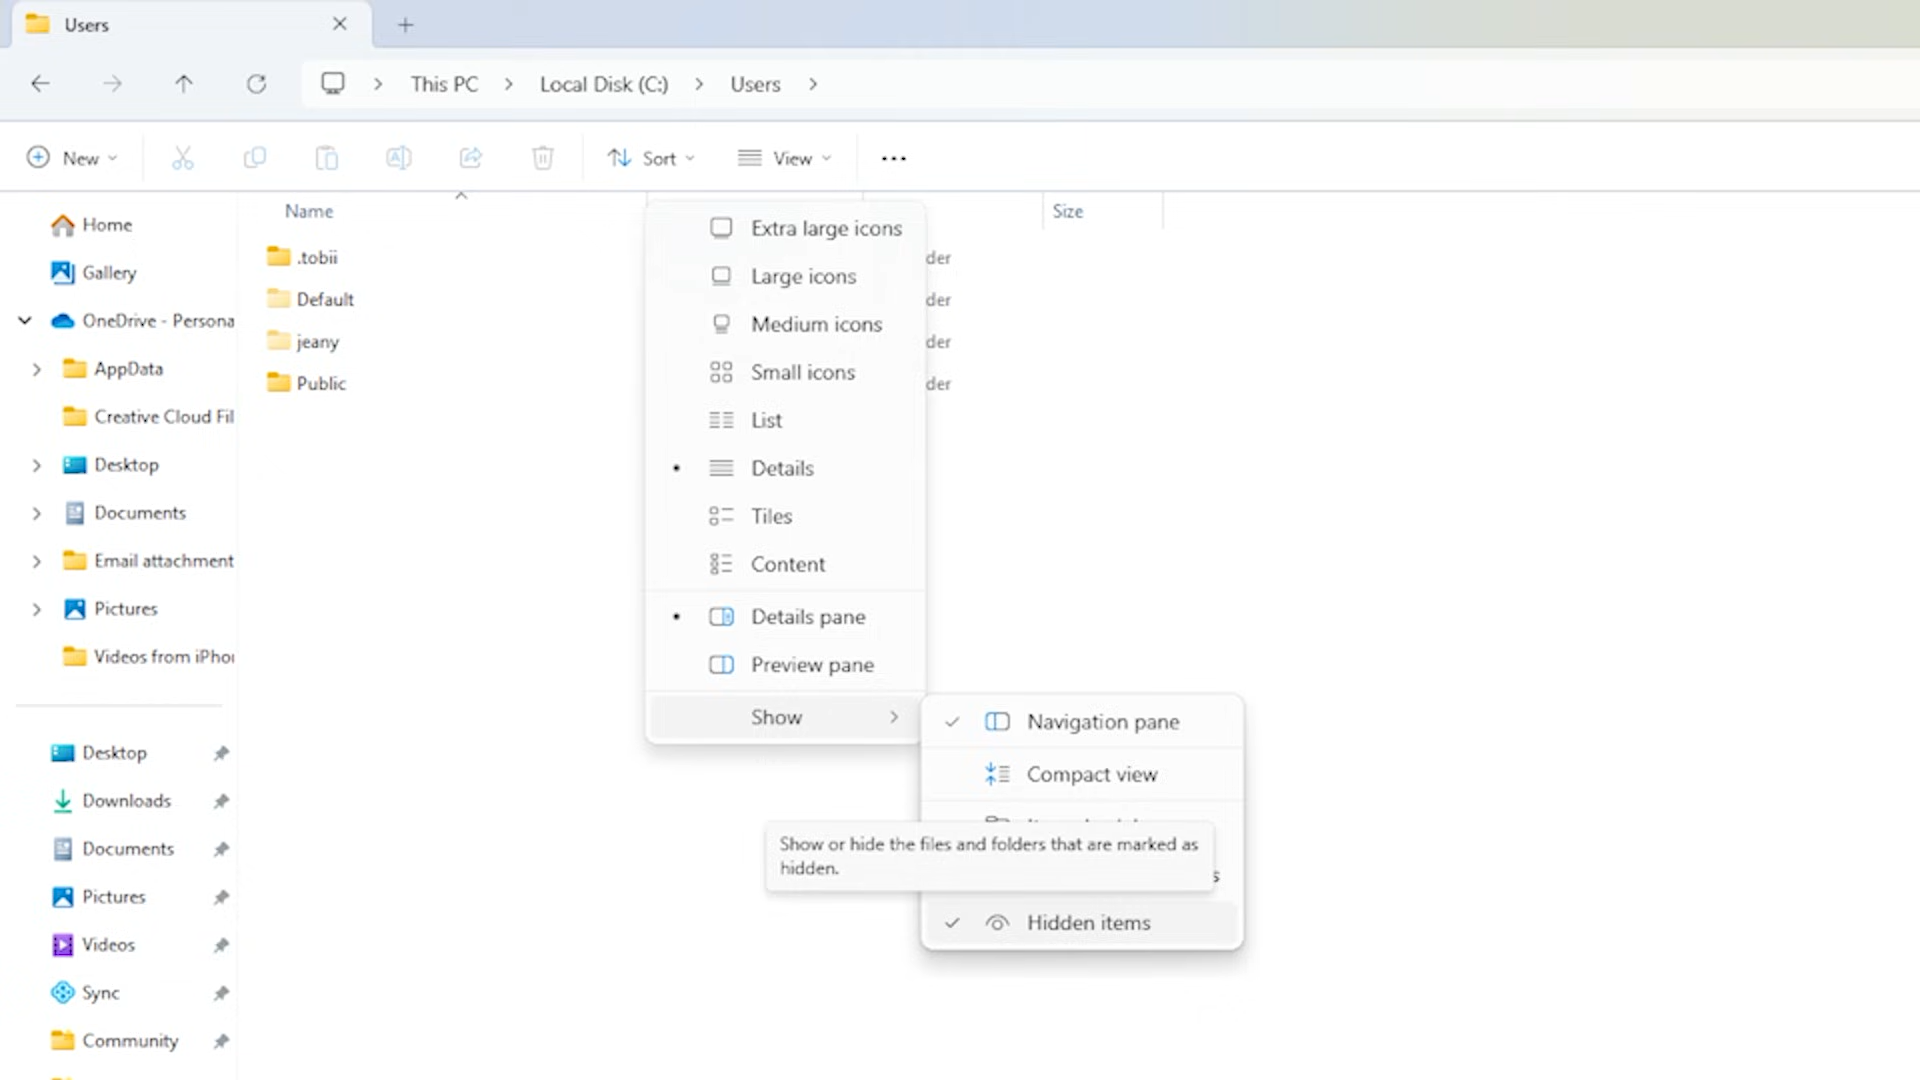 Users
This PC
Local Disk (C:)
Users
New
Sort
View
Name
Size
Home
Gallery
OneDrive - Persona
AppData
Creative Cloud Fil
Desktop
Documents
Email attachment
Pictures
Videos from iPho
Desktop
Downloads
Documents
Pictures
Videos
Sync
Community
.tobii
Default
jeany
Public
der
der
der
der
Extra large icons
Large icons
Medium icons
Small icons
List
Details
Tiles
Content
Details pane
Preview pane
Show
Navigation pane
Compact view
Show or hide the files and folders that are marked as
hidden.
s
Hidden items